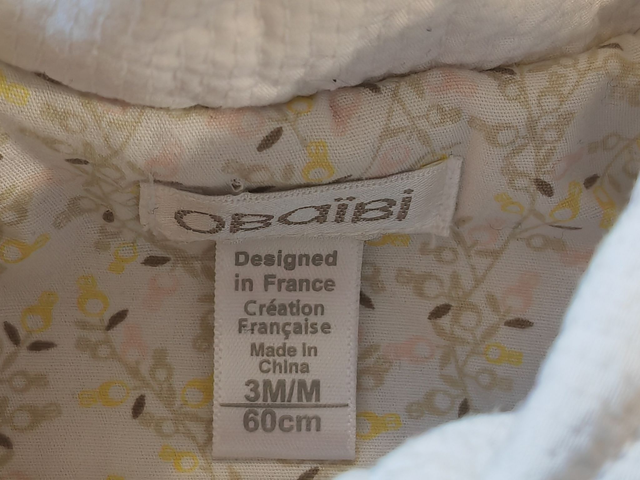 OBaïBi
Designed
in France
Création
Française
Made In
China
3M/M
60cm